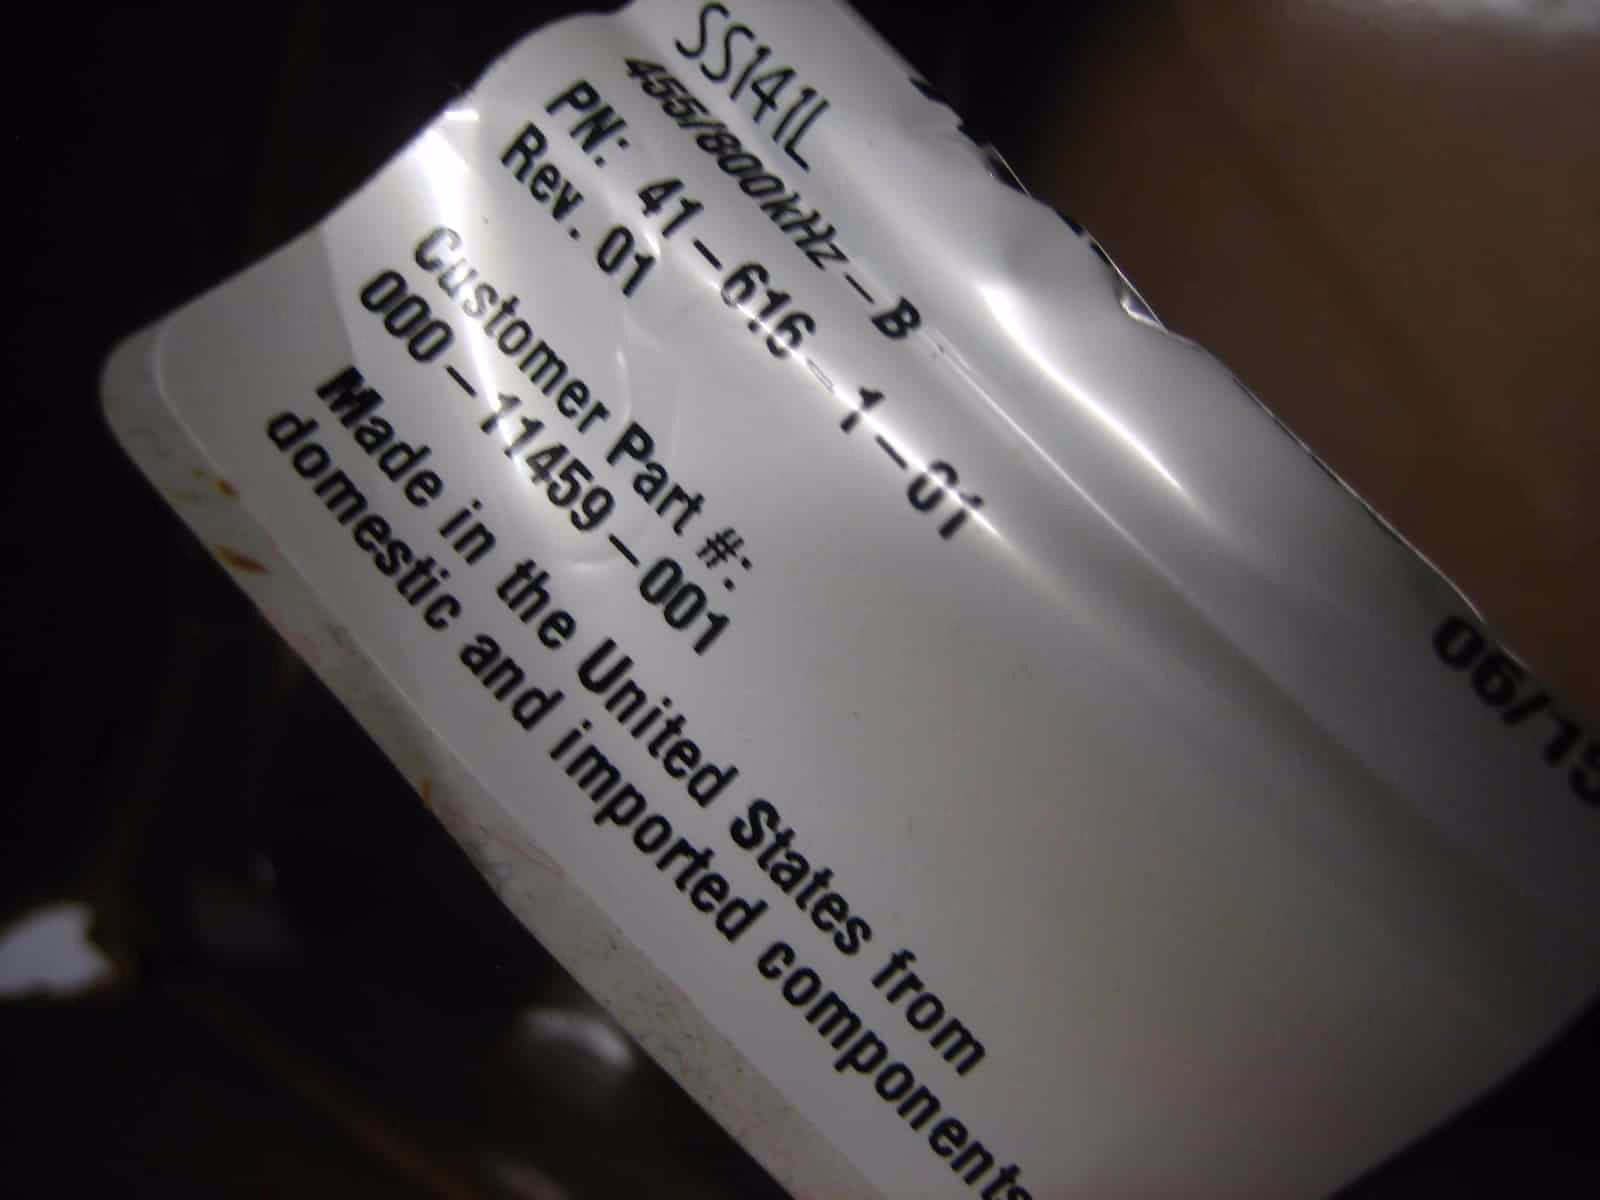 SS141L
455/800kHz-B
PN: 41-616-1-01
Rev. 01
Customer Part #:
000-11459-001
Made in the United States from
domestic and imported components